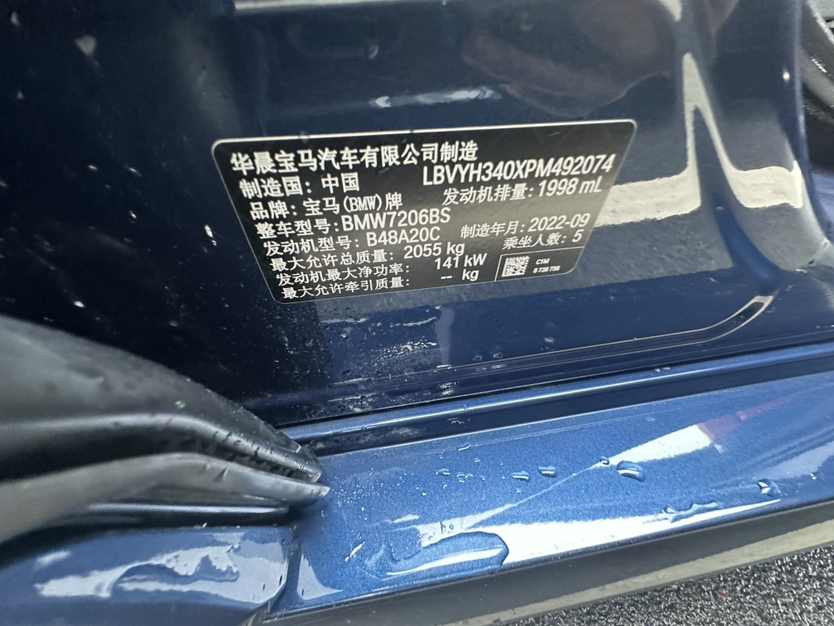 华晨宝马汽车有限公司制造
制造国：中国 LBVYH340XPM492074
品牌：宝马(BMW)牌 发动机排量：1998 mL
整车型号：BMW7206BS
发动机型号：B48A20C 制造年月：2022-09
最大允许总质量：2055 kg 乘坐人数：5
发动机最大净功率：141 kW
最大允许牵引质量：-- kg
C1M
8 738 758